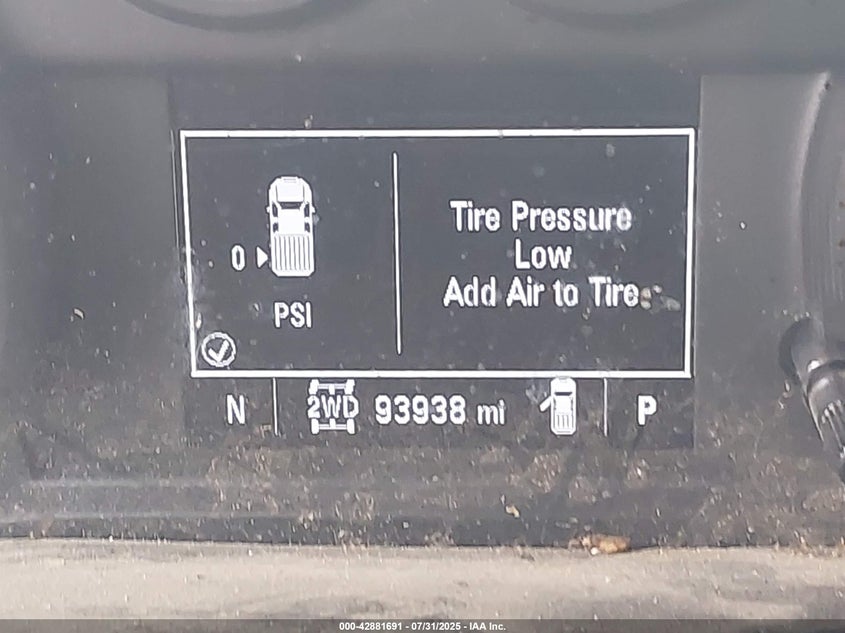 Tire Pressure
Low
Add Air to Tire
0
PSI
N
2WD
93938 mi
P
000-42881691 - 07/31/2025 - IAA Inc.